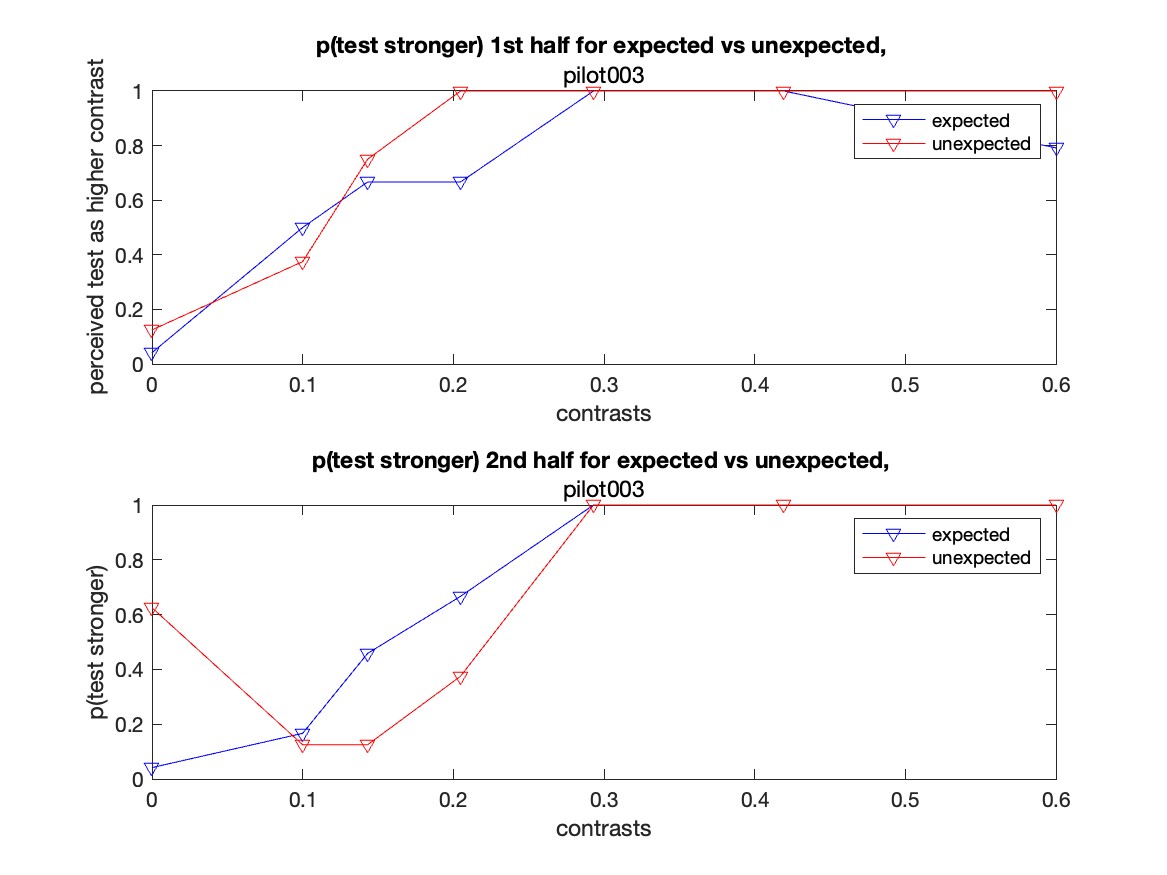 p(test stronger) 1st half for expected vs unexpected,
pilot003
perceived test as higher contrast
1
0.8
0.6
0.4
0.2
0
0 0.1 0.2 0.3 0.4 0.5 0.6
contrasts
expected
unexpected
p(test stronger) 2nd half for expected vs unexpected,
pilot003
p(test stronger)
1
0.8
0.6
0.4
0.2
0
0 0.1 0.2 0.3 0.4 0.5 0.6
contrasts
expected
unexpected